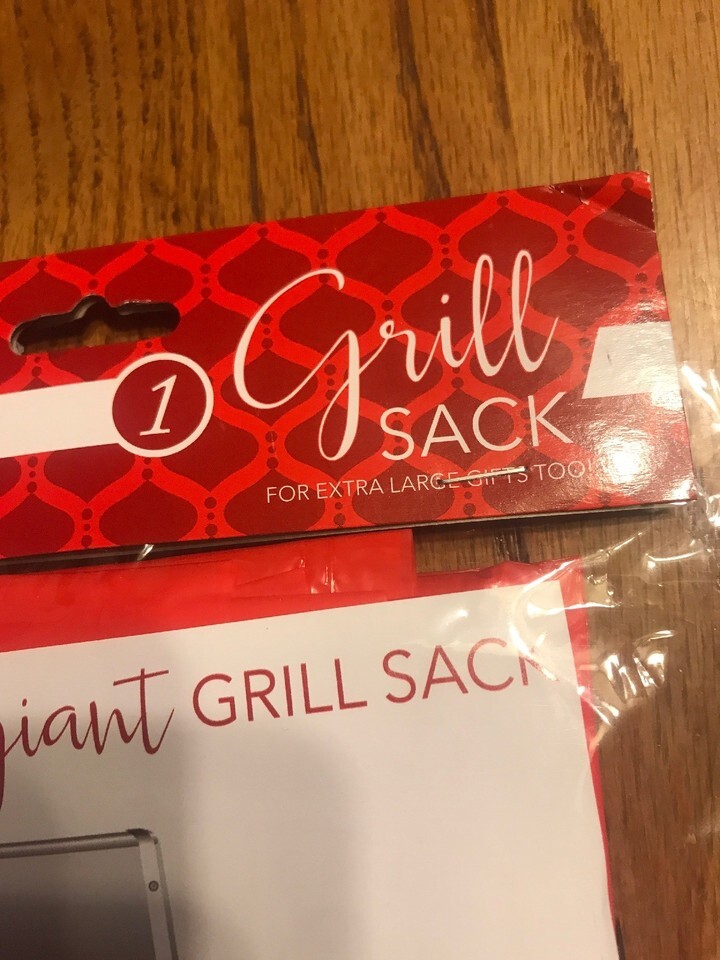 1
Grill
SACK
FOR EXTRA LARGE GIFTS TOO!
giant GRILL SACK